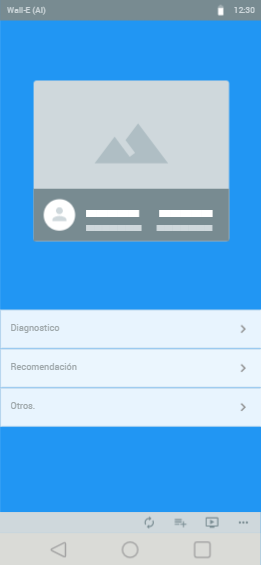 Wall-E (AI)
12:30
Diagnostico
Recomendación
Otros.